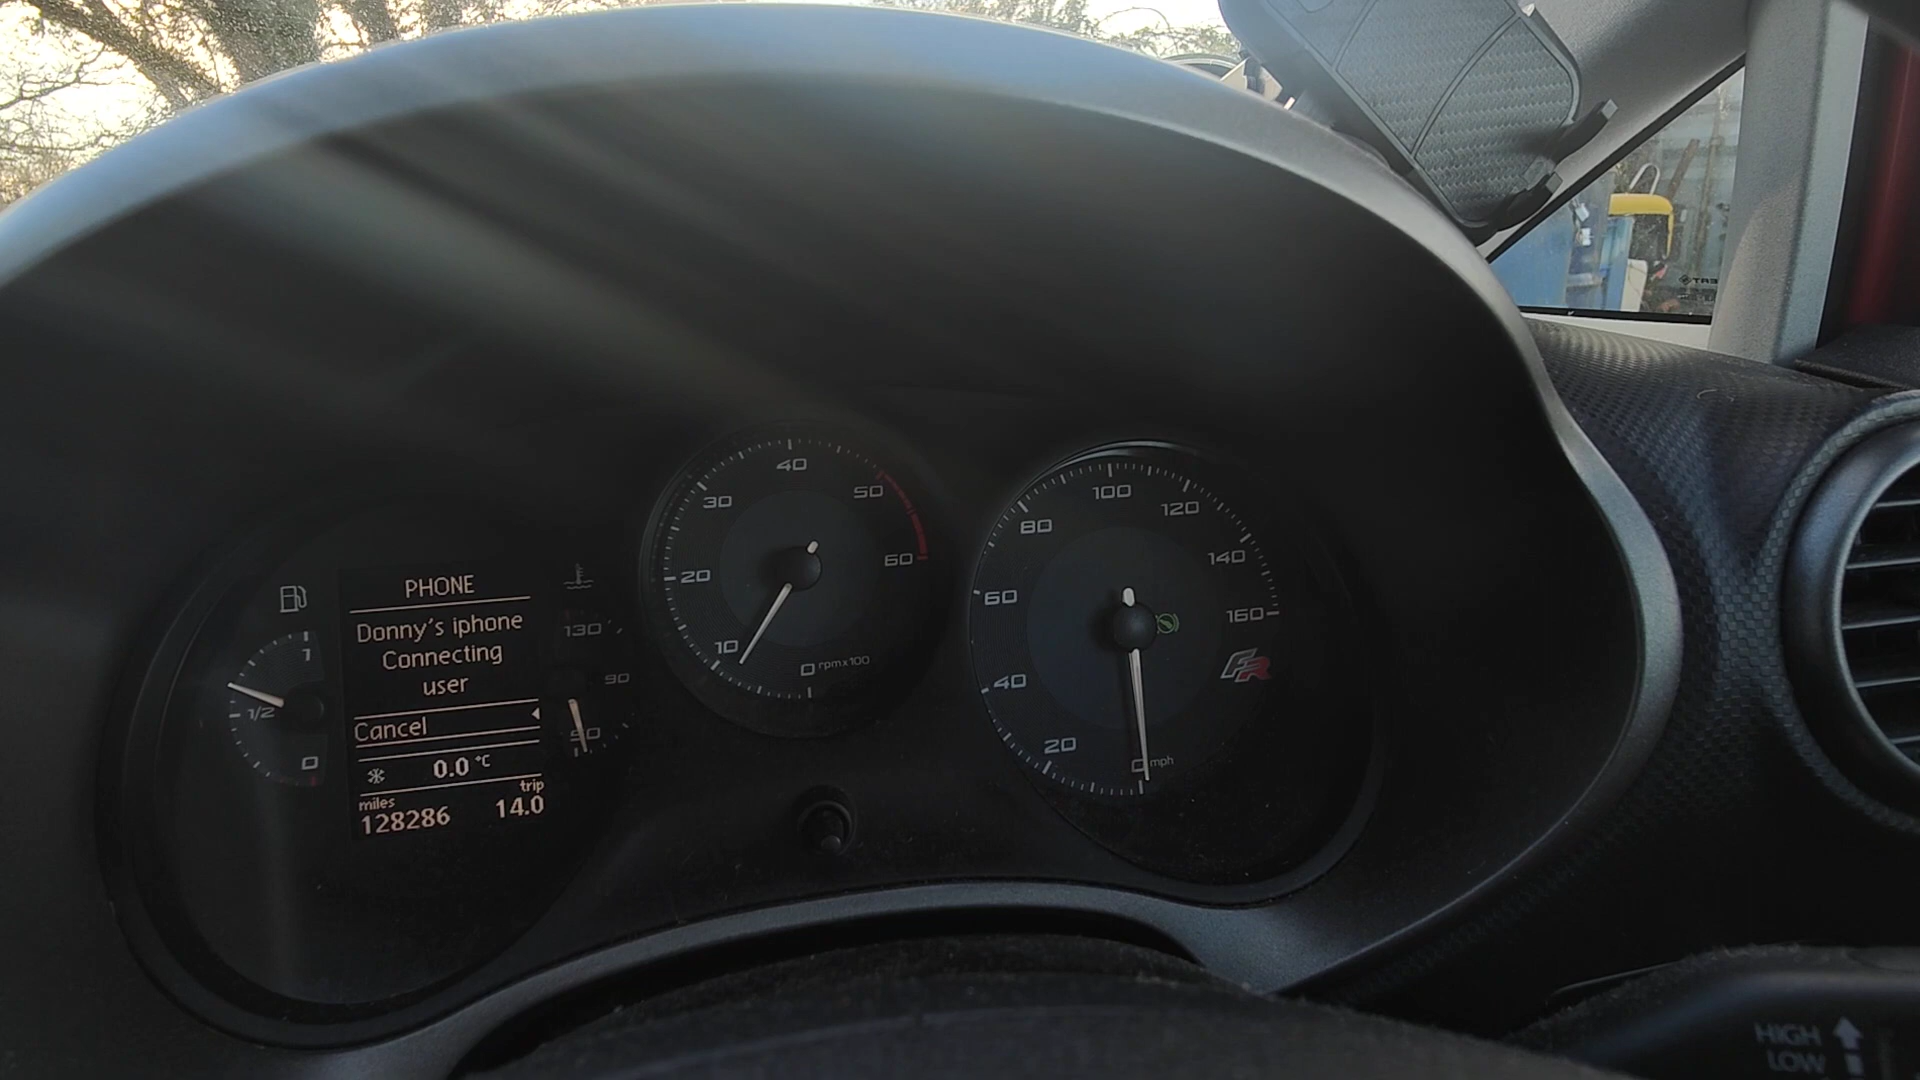 PHONE
Donny's iphone
Connecting
user
Cancel
0.0 °C
miles trip
128286 14.0
1
1/2
0
130
90
50
0 rpmx100
10
20
30
40
50
60
0 mph
20
40
60
80
100
120
140
160
FR
HIGH
LOW